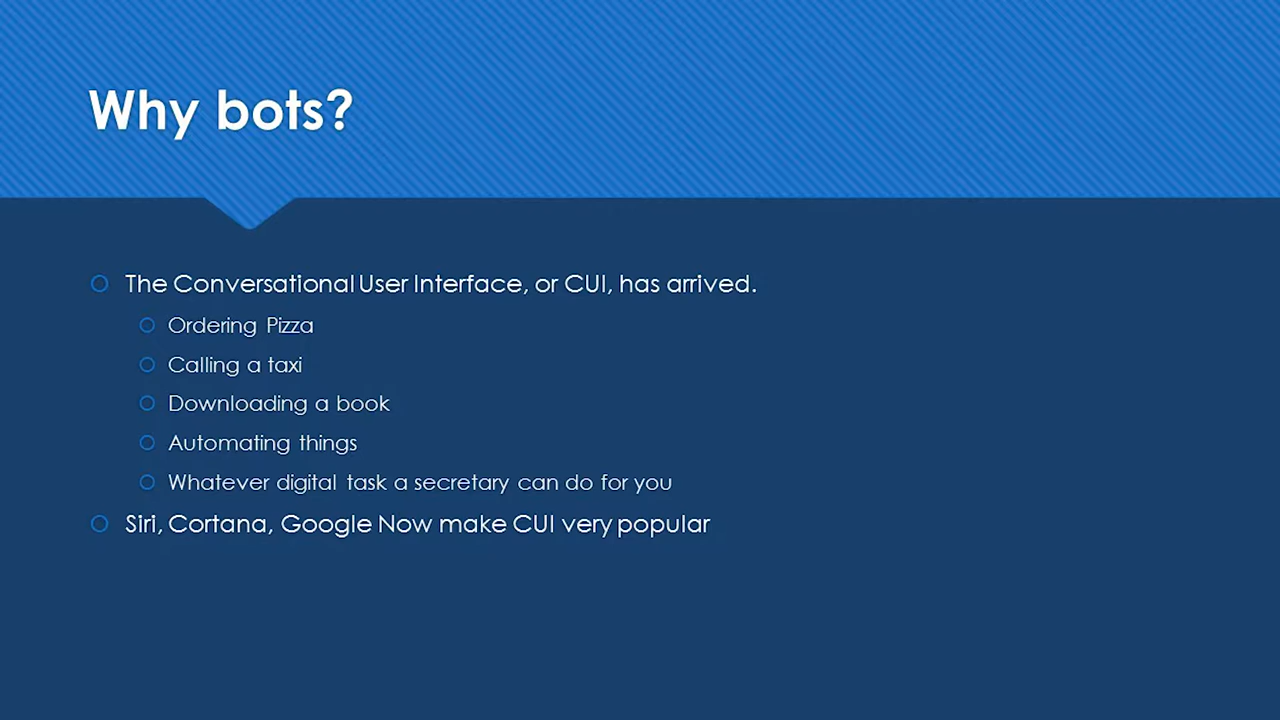 Why bots?
The Conversational User Interface, or CUI, has arrived.
Ordering Pizza
Calling a taxi
Downloading a book
Automating things
Whatever digital task a secretary can do for you
Siri, Cortana, Google Now make CUI very popular